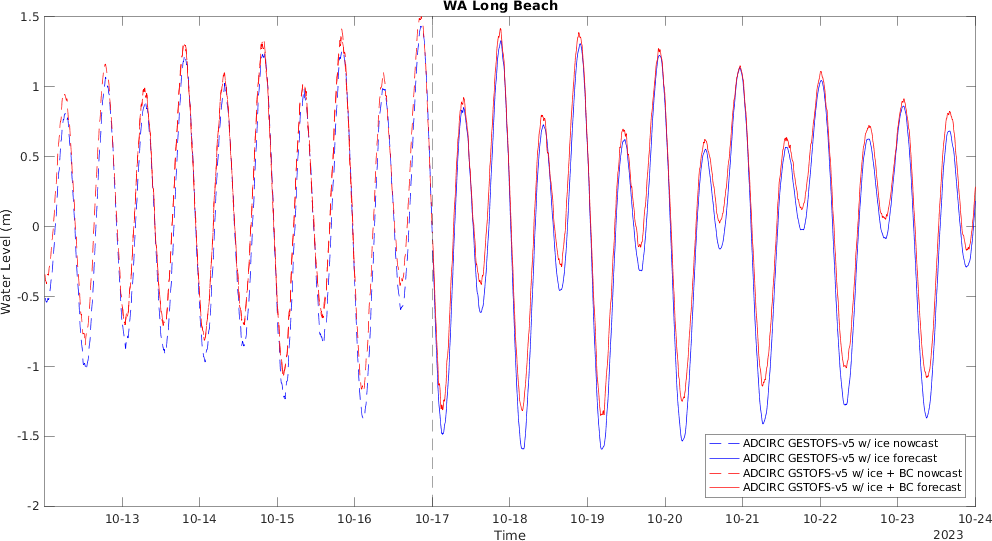 WA Long Beach
Water Level (m)
1.5
1
0.5
0
-0.5
-1
-1.5
-2
10-13 10-14 10-15 10-16 10-17 10-18 10-19 10-20 10-21 10-22 10-23 10-24
Time
2023
ADCIRC GESTOFS-v5 w/ ice nowcast
ADCIRC GESTOFS-v5 w/ ice forecast
ADCIRC GSTOFS-v5 w/ ice + BC nowcast
ADCIRC GSTOFS-v5 w/ ice + BC forecast